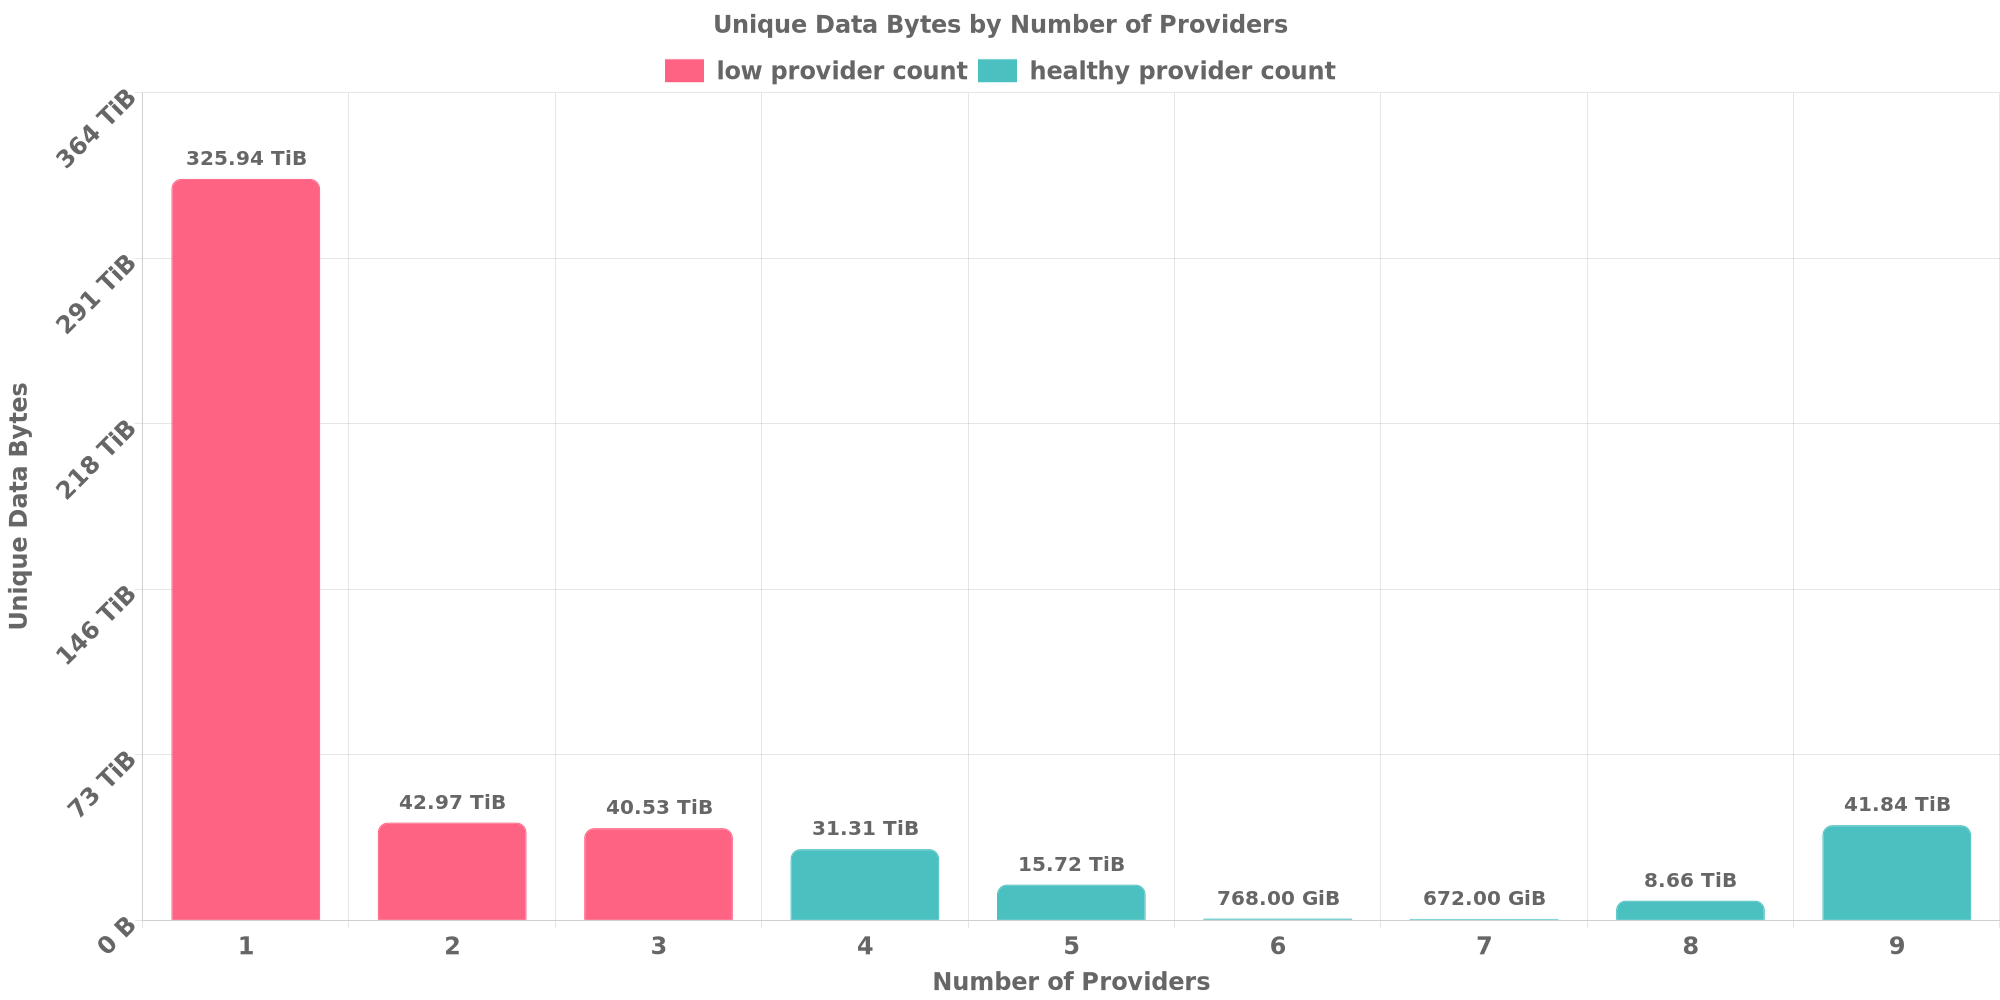 Unique Data Bytes by Number of Providers
low provider count healthy provider count
364 TiB
291 TiB
218 TiB
146 TiB
73 TiB
0 B
Unique Data Bytes
325.94 TiB
42.97 TiB
40.53 TiB
31.31 TiB
15.72 TiB
768.00 GiB
672.00 GiB
8.66 TiB
41.84 TiB
1 2 3 4 5 6 7 8 9
Number of Providers